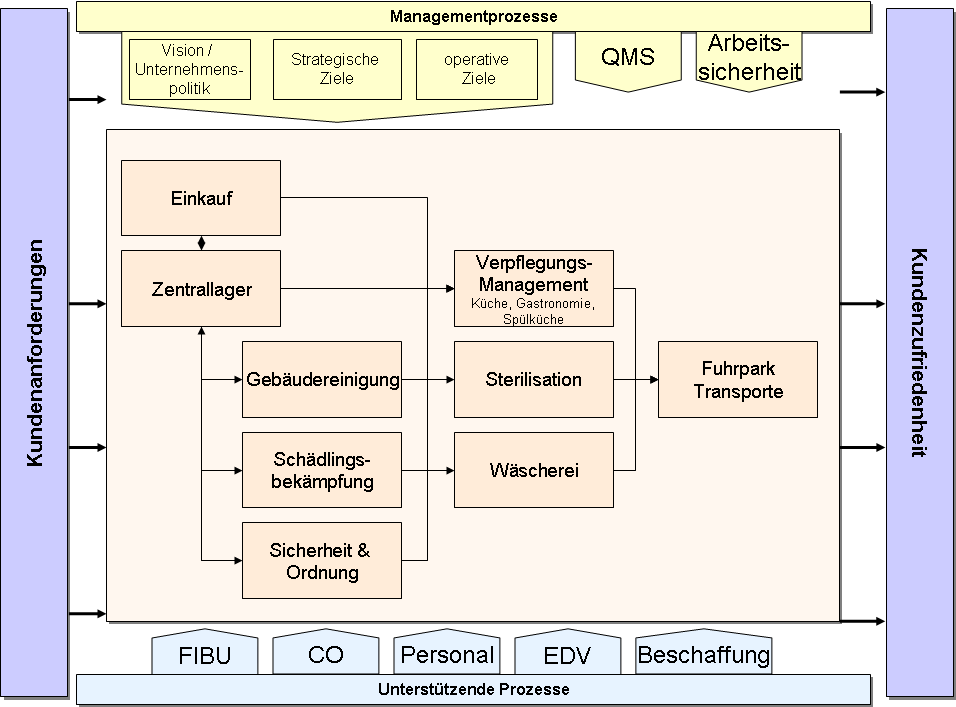 Managementprozesse
Vision /
Unternehmens-
politik
Strategische
Ziele
operative
Ziele
QMS
Arbeits-
sicherheit
Kundenanforderungen
Einkauf
Zentrallager
Verpflegungs-
Management
Küche, Gastronomie,
Spülküche
Gebäudereinigung
Sterilisation
Fuhrpark
Transporte
Schädlings-
bekämpfung
Wäscherei
Sicherheit &
Ordnung
Kundenzufriedenheit
FIBU
CO
Personal
EDV
Beschaffung
Unterstützende Prozesse